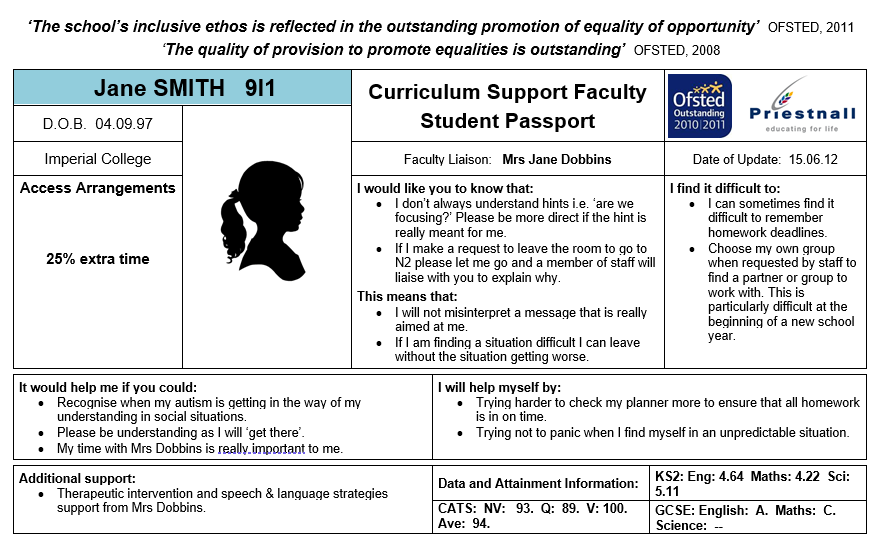 ‘The school’s inclusive ethos is reflected in the outstanding promotion of equality of opportunity’ OFSTED, 2011
‘The quality of provision to promote equalities is outstanding’ OFSTED, 2008
Jane SMITH 9I1
D.O.B. 04.09.97
Imperial College
Access Arrangements
25% extra time
Curriculum Support Faculty
Student Passport
Ofsted
Outstanding
2010|2011
Priestnall
educating for life
Faculty Liaison: Mrs Jane Dobbins
Date of Update: 15.06.12
I would like you to know that:
• I don’t always understand hints i.e. ‘are we
focusing?’ Please be more direct if the hint is
really meant for me.
• If I make a request to leave the room to go to
N2 please let me go and a member of staff will
liaise with you to explain why.
This means that:
• I will not misinterpret a message that is really
aimed at me.
• If I am finding a situation difficult I can leave
without the situation getting worse.
I find it difficult to:
• I can sometimes find it
difficult to remember
homework deadlines.
• Choose my own group
when requested by staff to
find a partner or group to
work with. This is
particularly difficult at the
beginning of a new school
year.
It would help me if you could:
• Recognise when my autism is getting in the way of my
understanding in social situations.
• Please be understanding as I will ‘get there’.
• My time with Mrs Dobbins is really important to me.
I will help myself by:
• Trying harder to check my planner more to ensure that all homework
is in on time.
• Trying not to panic when I find myself in an unpredictable situation.
Additional support:
• Therapeutic intervention and speech & language strategies
support from Mrs Dobbins.
Data and Attainment Information:
KS2: Eng: 4.64 Maths: 4.22 Sci:
5.11
CATS: NV: 93. Q: 89. V: 100.
Ave: 94.
GCSE: English: A. Maths: C.
Science: --